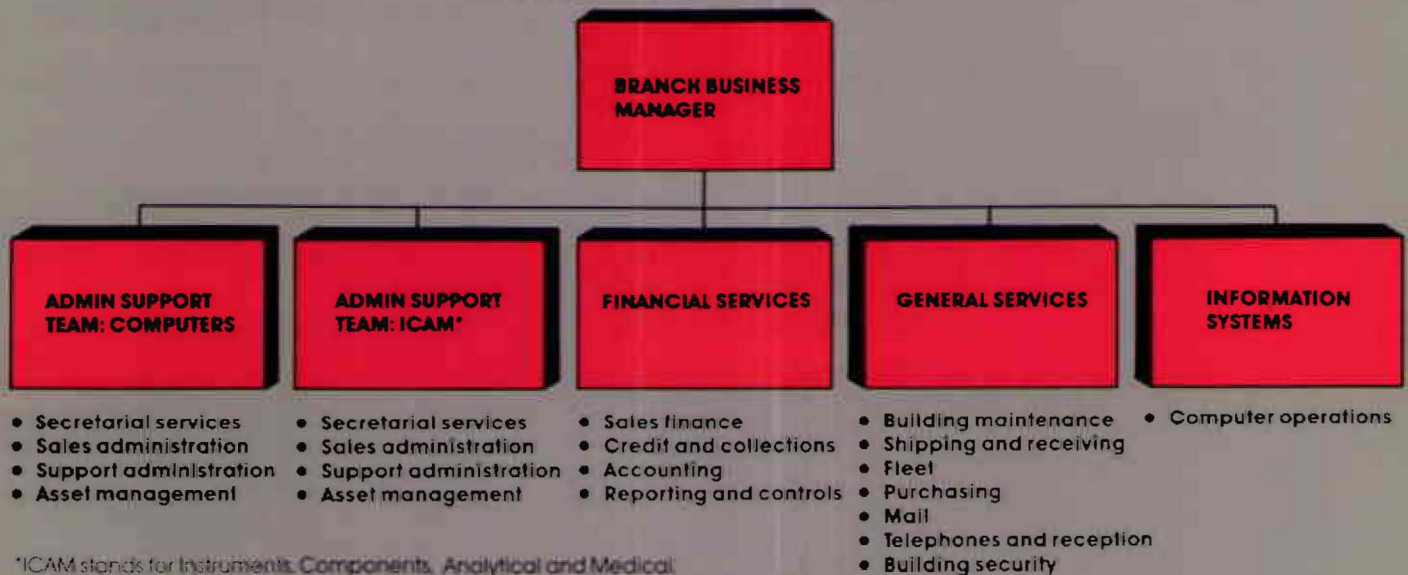 BRANCH BUSINESS
MANAGER
ADMIN SUPPORT
TEAM: COMPUTERS
ADMIN SUPPORT
TEAM: ICAM*
FINANCIAL SERVICES
GENERAL SERVICES
INFORMATION
SYSTEMS
• Secretarial services
• Sales administration
• Support administration
• Asset management
• Secretarial services
• Sales administration
• Support administration
• Asset management
• Sales finance
• Credit and collections
• Accounting
• Reporting and controls
• Building maintenance
• Shipping and receiving
• Fleet
• Purchasing
• Mail
• Telephones and reception
• Building security
• Computer operations
*ICAM stands for Instruments, Components, Analytical and Medical.